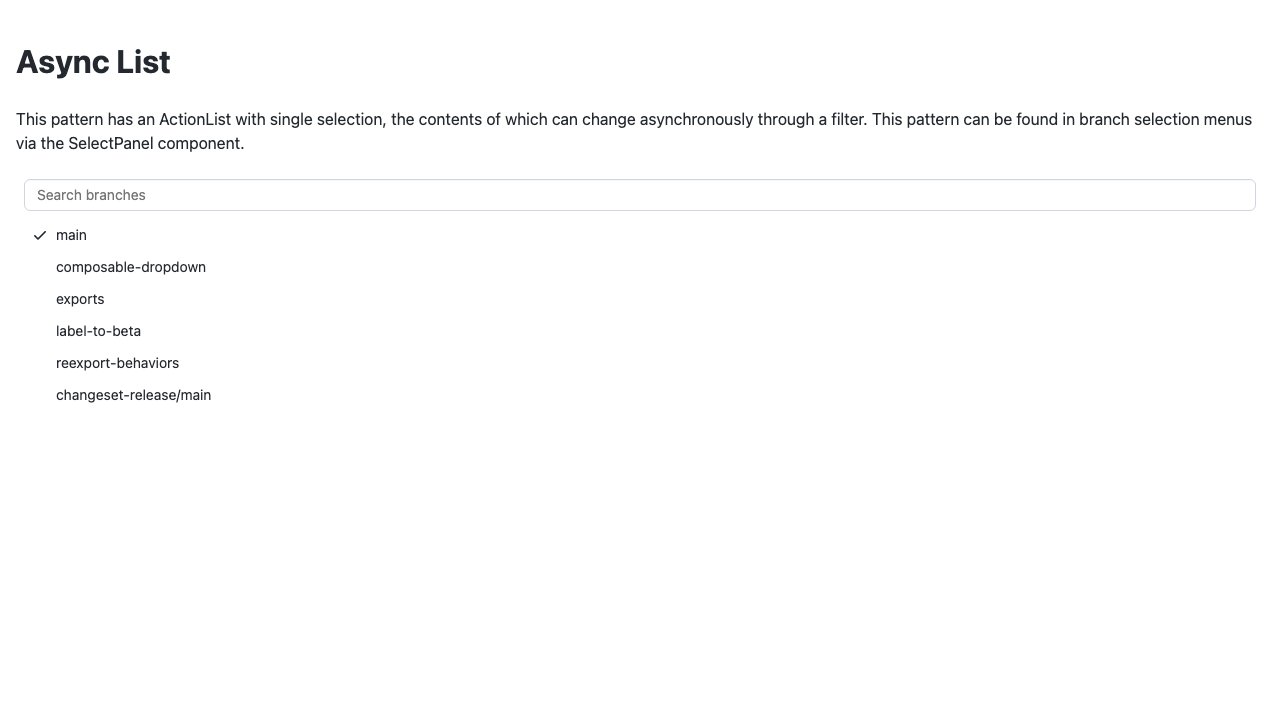 Async List
This pattern has an ActionList with single selection, the contents of which can change asynchronously through a filter. This pattern can be found in branch selection menus
via the SelectPanel component.
Search branches
main
composable-dropdown
exports
label-to-beta
reexport-behaviors
changeset-release/main